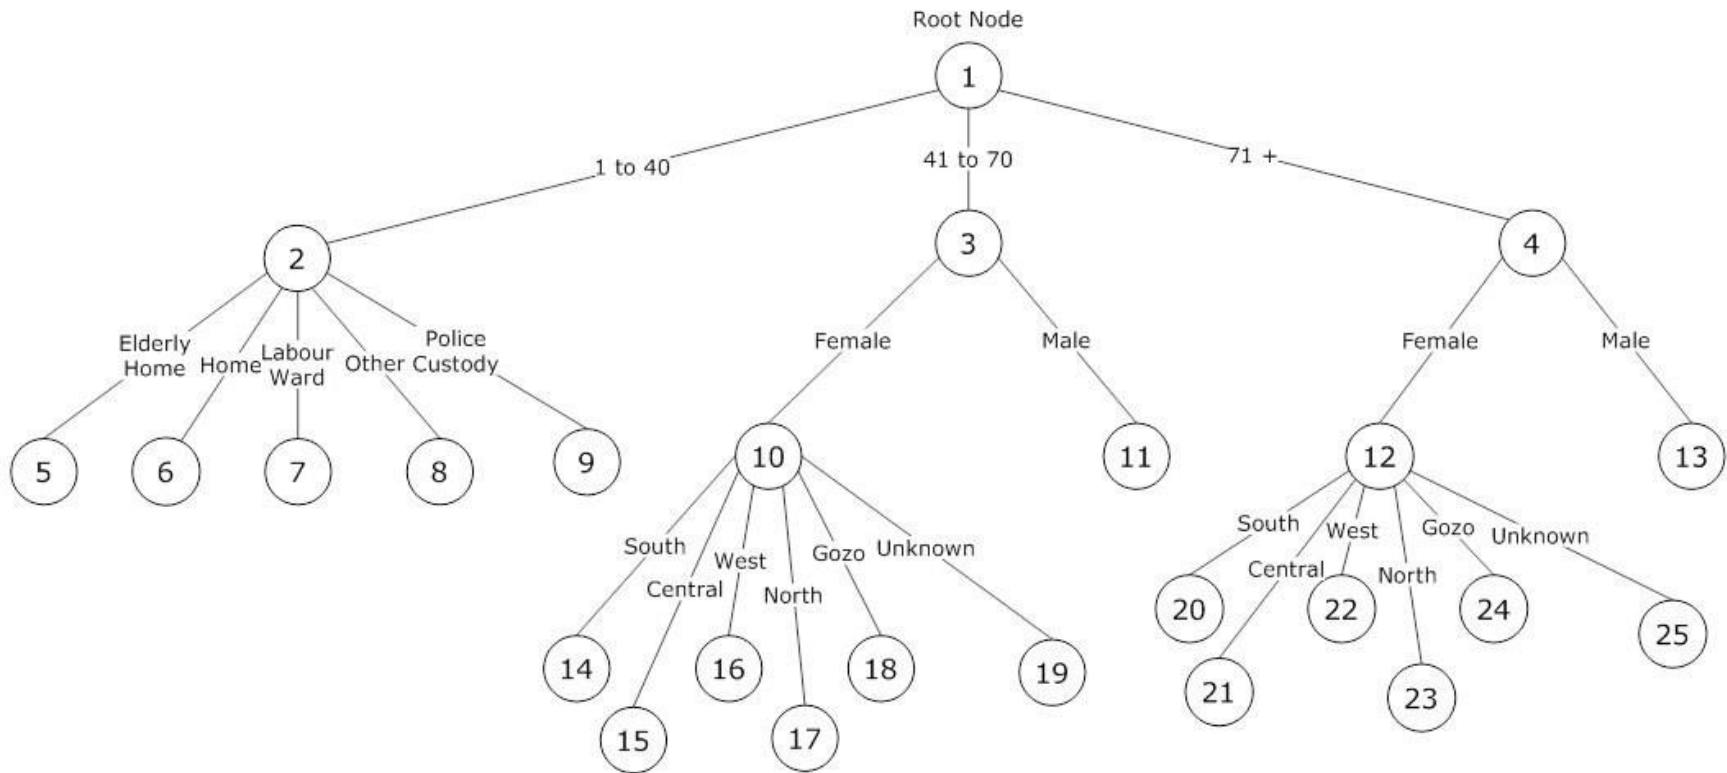 Root Node
1
1 to 40
41 to 70
71 +
2
3
4
Elderly
Home
Home
Labour
Ward
Other
Police
Custody
Female
Male
Female
Male
5
6
7
8
9
10
11
12
13
South
Central
West
North
Gozo
Unknown
South
Central
West
North
Gozo
Unknown
14
15
16
17
18
19
20
21
22
23
24
25